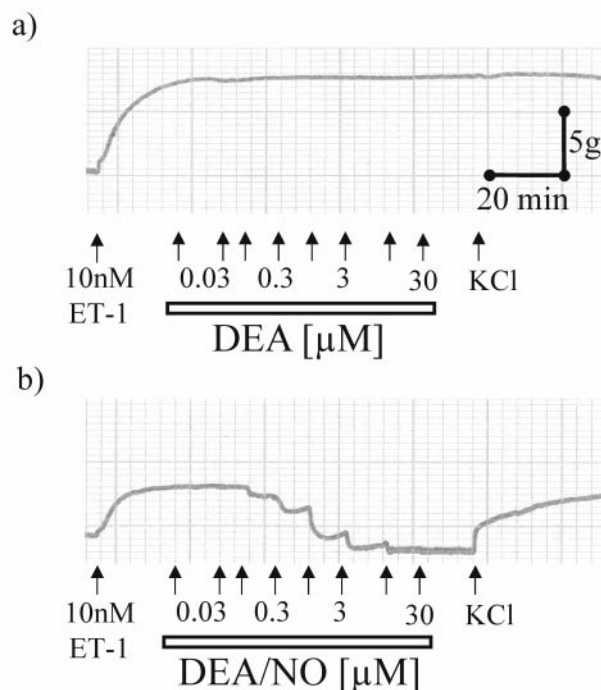 a)
5g
20 min
10nM 0.03 0.3 3 30 KCl
ET-1
DEA [µM]
b)
10nM 0.03 0.3 3 30 KCl
ET-1
DEA/NO [µM]